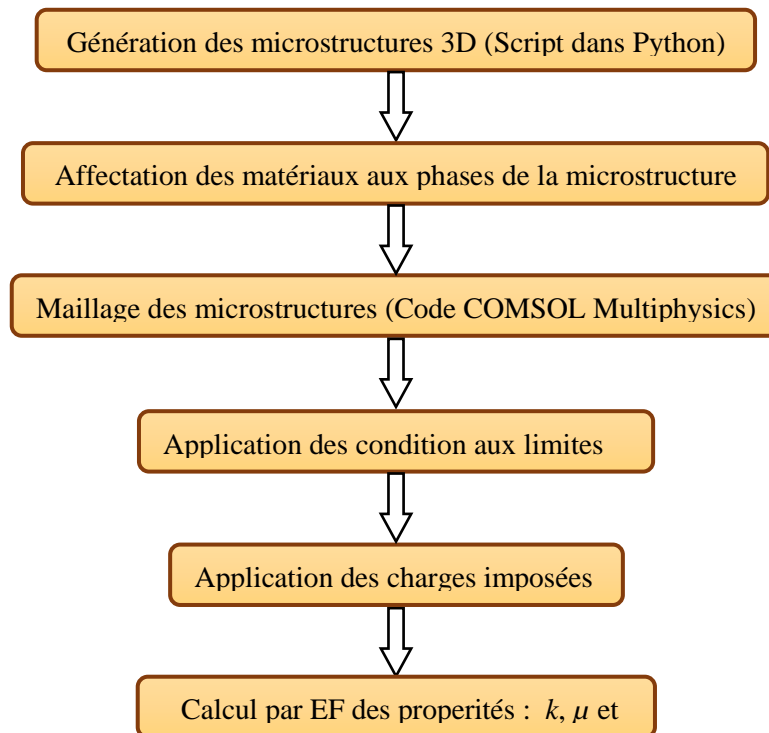 Génération des microstructures 3D (Script dans Python)
Affectation des matériaux aux phases de la microstructure
Maillage des microstructures (Code COMSOL Multiphysics)
Application des condition aux limites
Application des charges imposées
Calcul par EF des properités : k, μ et